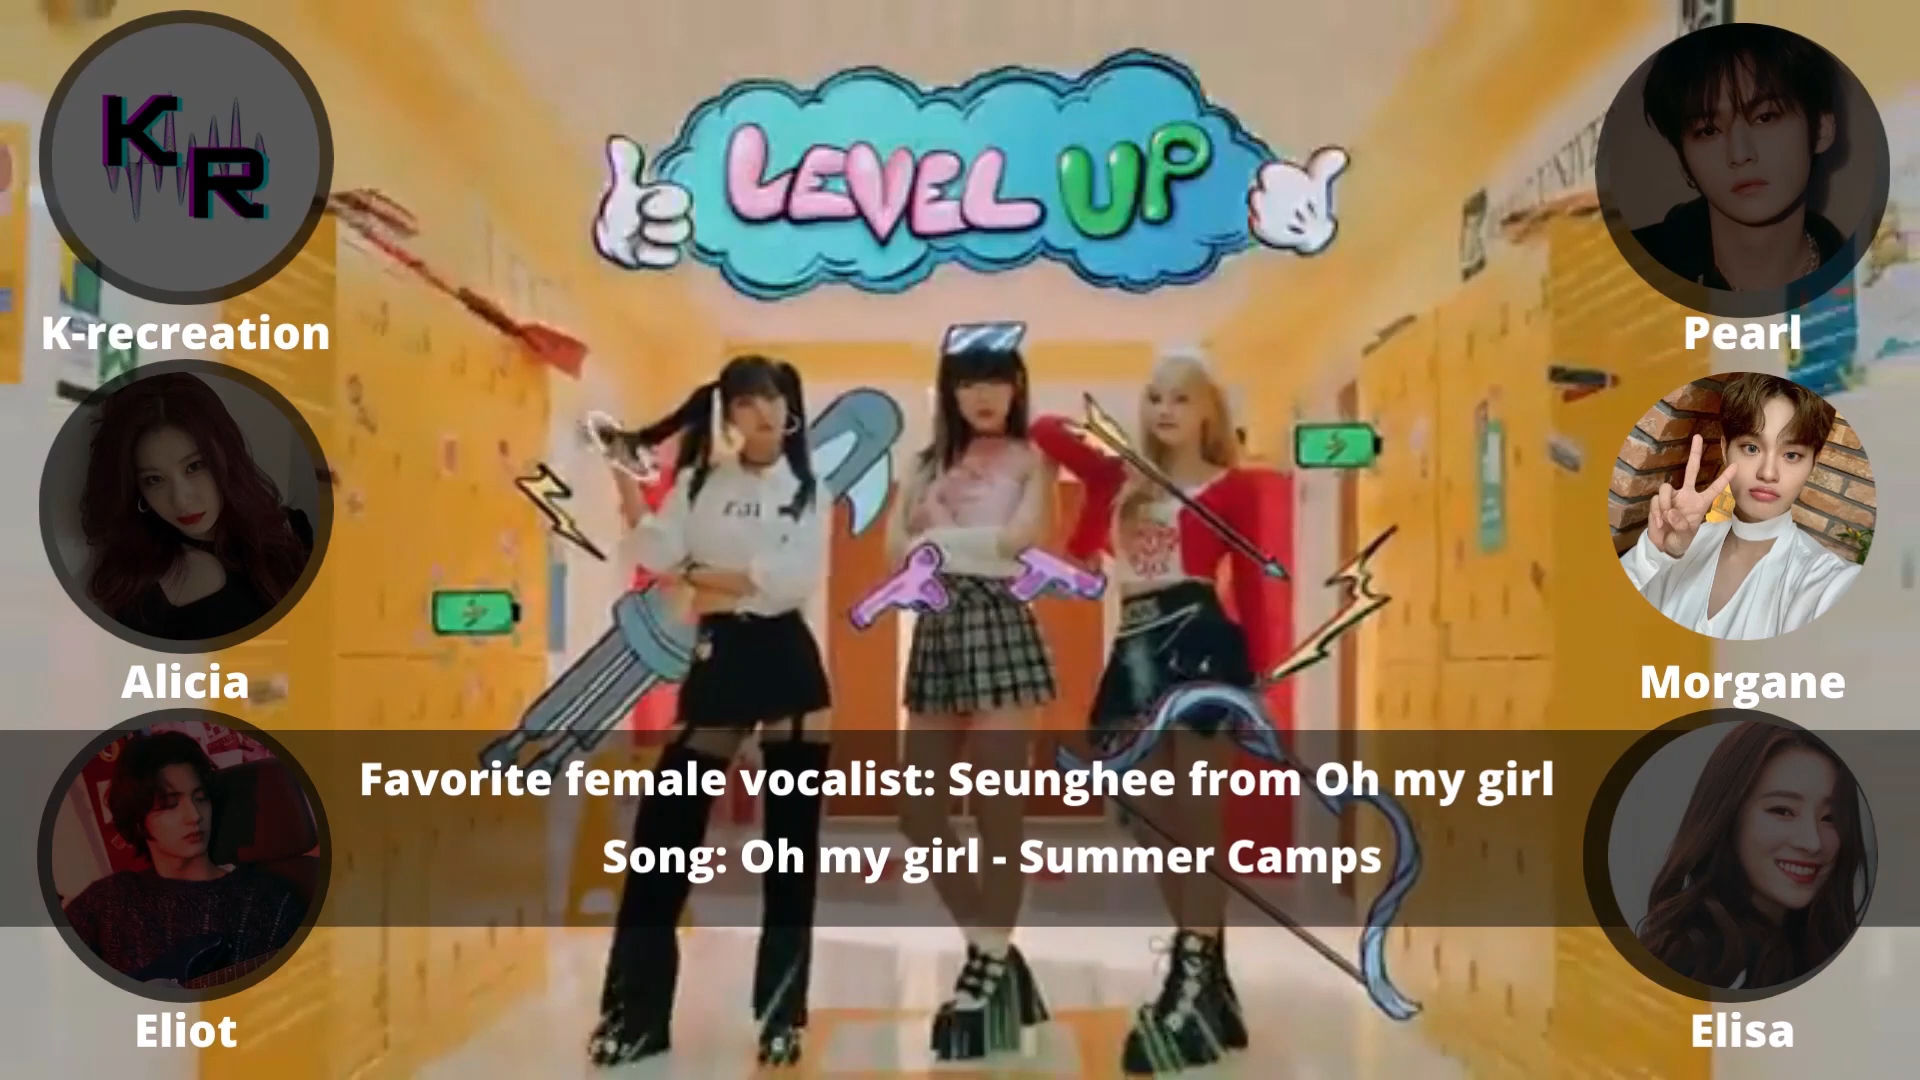 LEVEL UP
KR
K-recreation
Pearl
Alicia
Morgane
Favorite female vocalist: Seunghee from Oh my girl
Song: Oh my girl - Summer Camps
Eliot
Elisa